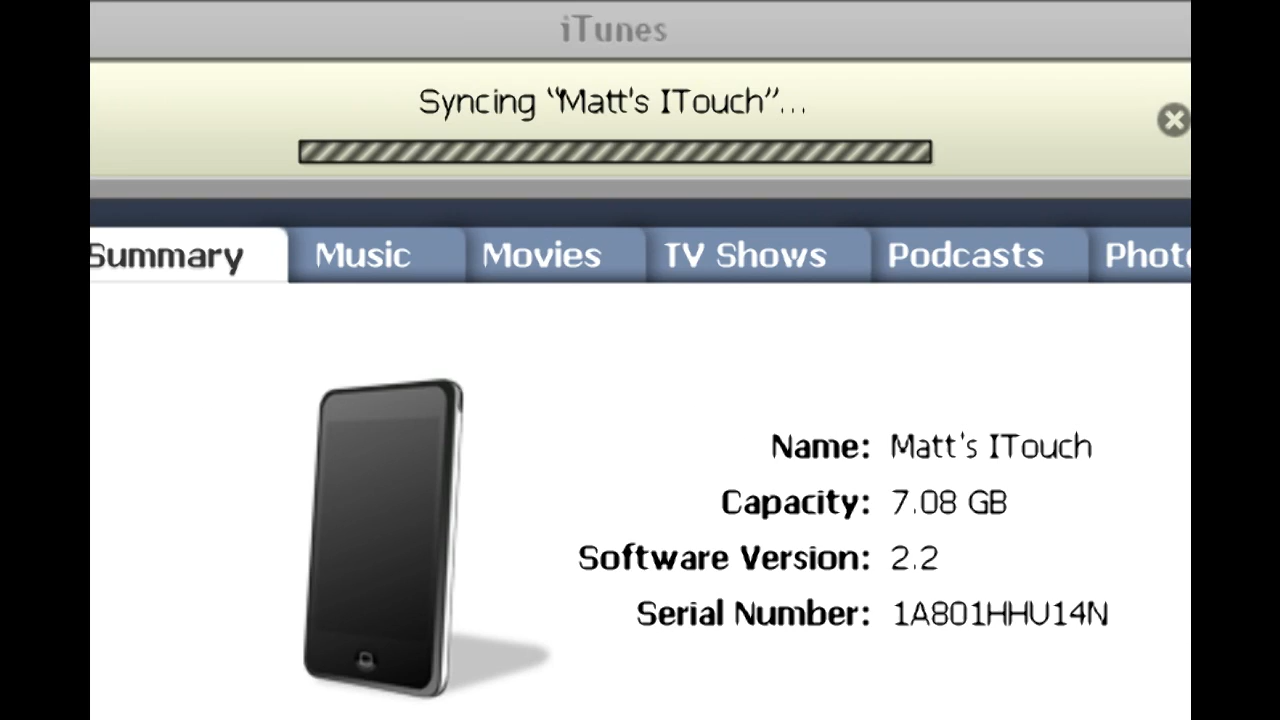 iTunes
Syncing “Matt's ITouch”...
Summary Music Movies TV Shows Podcasts
Name: Matt's ITouch
Capacity: 7.08 GB
Software Version: 2.2
Serial Number: 1A801HHU14N